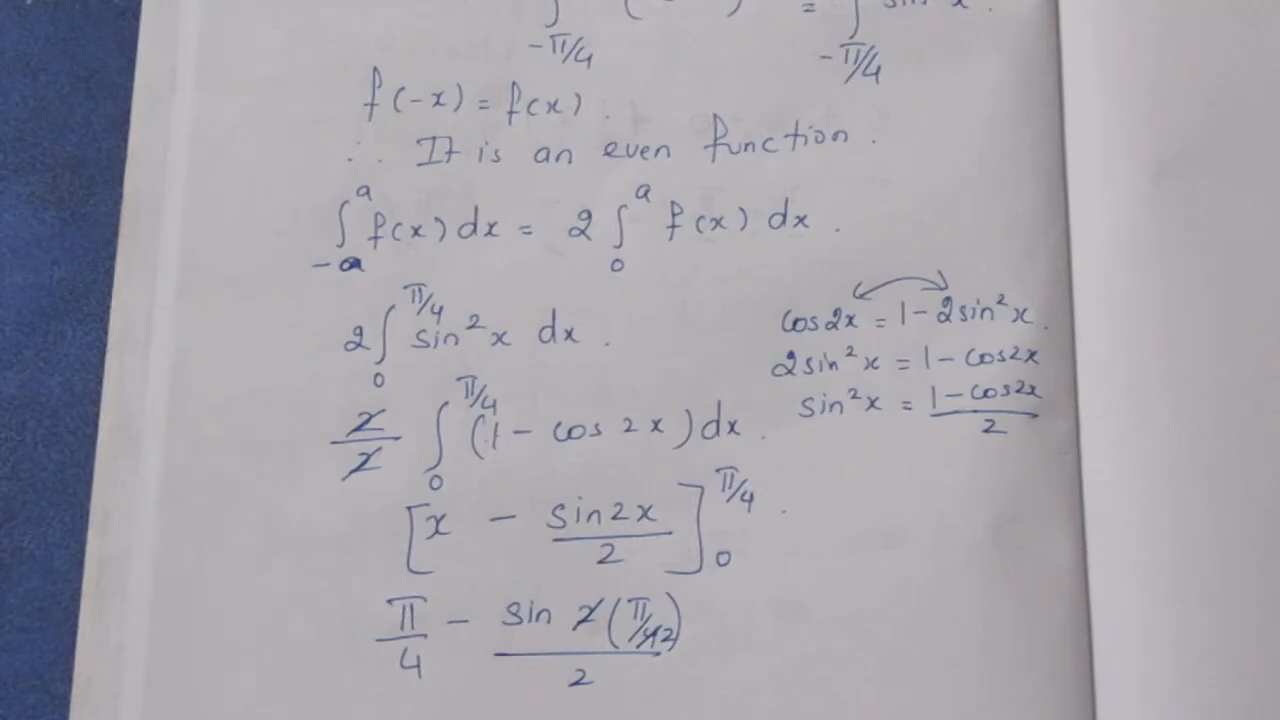 -π/4 = -π/4
f(-x) = f(x).
∴ It is an even function.
∫_{-a}^{a} f(x) dx = 2 ∫_{0}^{a} f(x) dx.
2 ∫_{0}^{π/4} sin²x dx.
cos2x = 1 - 2sin²x.
2sin²x = 1 - cos2x
sin²x = (1 - cos2x)/2
2/2 ∫_{0}^{π/4} (1 - cos 2x) dx.
[x - sin2x/2]_{0}^{π/4}.
π/4 - sin 2(π/42)/2